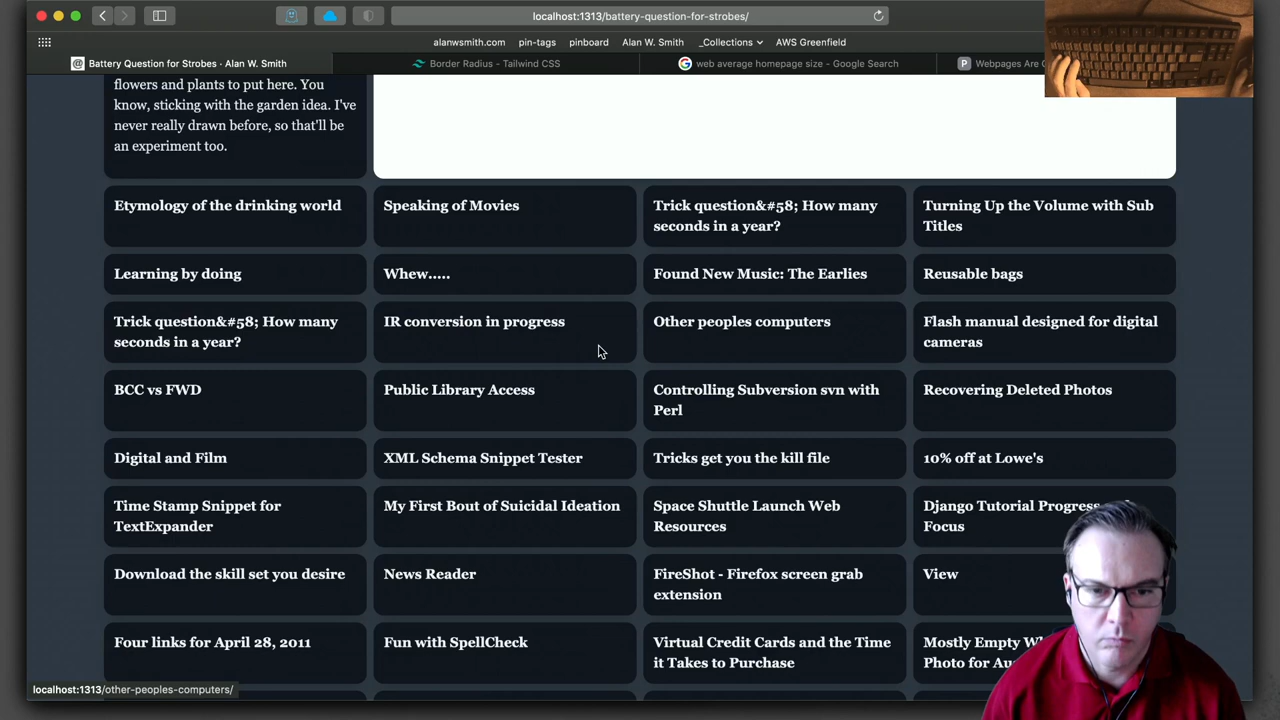 localhost:1313/battery-question-for-strobes/
alanwsmith.com
pin-tags
pinboard
Alan W. Smith
_Collections
AWS Greenfield
Battery Question for Strobes · Alan W. Smith
Border Radius - Tailwind CSS
web average homepage size - Google Search
Webpages Are
flowers and plants to put here. You
know, sticking with the garden idea. I've
never really drawn before, so that'll be
an experiment too.
Etymology of the drinking world
Speaking of Movies
Trick question&#58; How many
seconds in a year?
Turning Up the Volume with Sub
Titles
Learning by doing
Whew.....
Found New Music: The Earlies
Reusable bags
Trick question&#58; How many
seconds in a year?
IR conversion in progress
Other peoples computers
Flash manual designed for digital
cameras
BCC vs FWD
Public Library Access
Controlling Subversion svn with
Perl
Recovering Deleted Photos
Digital and Film
XML Schema Snippet Tester
Tricks get you the kill file
10% off at Lowe's
Time Stamp Snippet for
TextExpander
My First Bout of Suicidal Ideation
Space Shuttle Launch Web
Resources
Django Tutorial Progress
Focus
Download the skill set you desire
News Reader
FireShot - Firefox screen grab
extension
View
Four links for April 28, 2011
Fun with SpellCheck
Virtual Credit Cards and the Time
it Takes to Purchase
Mostly Empty
Photo for
localhost:1313/other-peoples-computers/